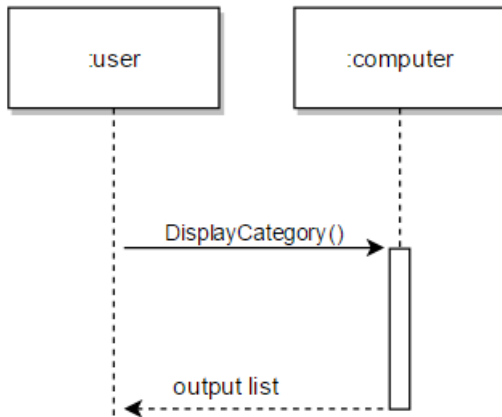 :user
:computer
DisplayCategory()
output list